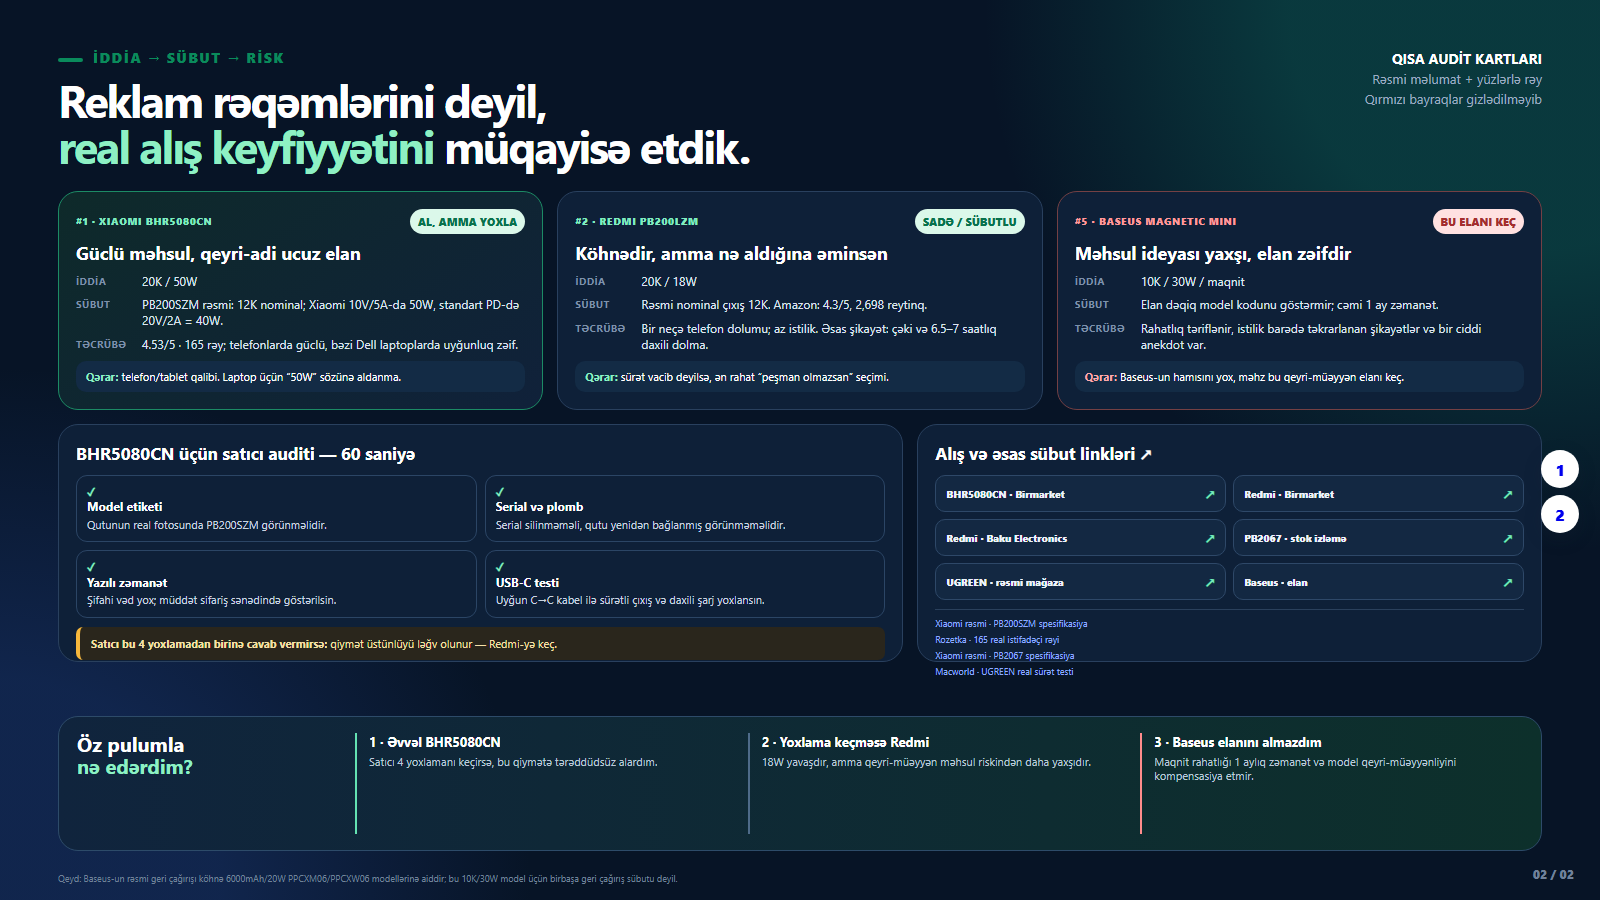 İDDİA → SÜBUT → RİSK
Reklam rəqəmlərini deyil,
real alış keyfiyyətini müqayisə etdik.
QISA AUDİT KARTLARI
Rəsmi məlumat + yüzlərlə rəy
Qırmızı bayraqlar gizlədilməyib
#1 · XIAOMI BHR5080CN
AL, AMMA YOXLA
Güclü məhsul, qeyri-adi ucuz elan
İDDİA 20K / 50W
SÜBUT PB200SZM rəsmi: 12K nominal; Xiaomi 10V/5A-da 50W, standart PD-də
20V/2A = 40W.
TƏCRÜBƏ 4.53/5 · 165 rəy; telefonlarda güclü, bəzi Dell laptoplarda uyğunluq zəif.
Qərar: telefon/tablet qalibi. Laptop üçün “50W” sözünə aldanma.
#2 · REDMI PB200LZM
SADƏ / SÜBUTLU
Köhnədir, amma nə aldığına əminsən
İDDİA 20K / 18W
SÜBUT Rəsmi nominal çıxış 12K. Amazon: 4.3/5, 2,698 reytinq.
TƏCRÜBƏ Bir neçə telefon dolumu; az istilik. Əsas şikayət: çəki və 6.5–7 saatlıq
daxili dolma.
Qərar: sürət vacib deyilsə, ən rahat “peşman olmazsan” seçimi.
#5 · BASEUS MAGNETIC MINI
BU ELANI KEÇ
Məhsul ideyası yaxşı, elan zəifdir
İDDİA 10K / 30W / maqnit
SÜBUT Elan dəqiq model kodunu göstərmir; cəmi 1 ay zəmanət.
TƏCRÜBƏ Rahatlıq təriflənir, istilik barədə təkrarlanan şikayətlər və bir ciddi
anekdot var.
Qərar: Baseus-un hamısını yox, məhz bu qeyri-müəyyən elanı keç.
BHR5080CN üçün satıcı auditi — 60 saniyə
✓
Model etiketi
Qutunun real fotosunda PB200SZM görünməlidir.
✓
Serial və plomb
Serial silinməməli, qutu yenidən bağlanmış görünməməlidir.
✓
Yazılı zəmanət
Şifahi vəd yox; müddət sifariş sənədində göstərilsin.
✓
USB-C testi
Uyğun C→C kabel ilə sürətli çıxış və daxili şarj yoxlansın.
Satıcı bu 4 yoxlamadan birinə cavab vermirsə: qiymət üstünlüyü ləğv olunur — Redmi-yə keç.
Alış və əsas sübut linkləri ↗
BHR5080CN · Birmarket ↗
Redmi · Birmarket ↗
Redmi · Baku Electronics ↗
PB2067 · stok izləmə ↗
UGREEN · rəsmi mağaza ↗
Baseus · elan ↗
Xiaomi rəsmi · PB200SZM spesifikasiya
Rozetka · 165 real istifadəçi rəyi
Xiaomi rəsmi · PB2067 spesifikasiya
Macworld · UGREEN real sürət testi
1
2
Öz pulumla
nə edərdim?
1 · Əvvəl BHR5080CN
Satıcı 4 yoxlamanı keçirsə, bu qiymətə tərəddüdsüz alardım.
2 · Yoxlama keçməsə Redmi
18W yavaşdır, amma qeyri-müəyyən məhsul riskindən daha yaxşıdır.
3 · Baseus elanını almazdım
Maqnit rahatlığı 1 aylıq zəmanət və model qeyri-müəyyənliyini
kompensasiya etmir.
Qeyd: Baseus-un rəsmi geri çağırışı köhnə 6000mAh/20W PPCXM06/PPCXW06 modellərinə aiddir; bu 10K/30W model üçün birbaşa geri çağırış sübutu deyil.
02 / 02